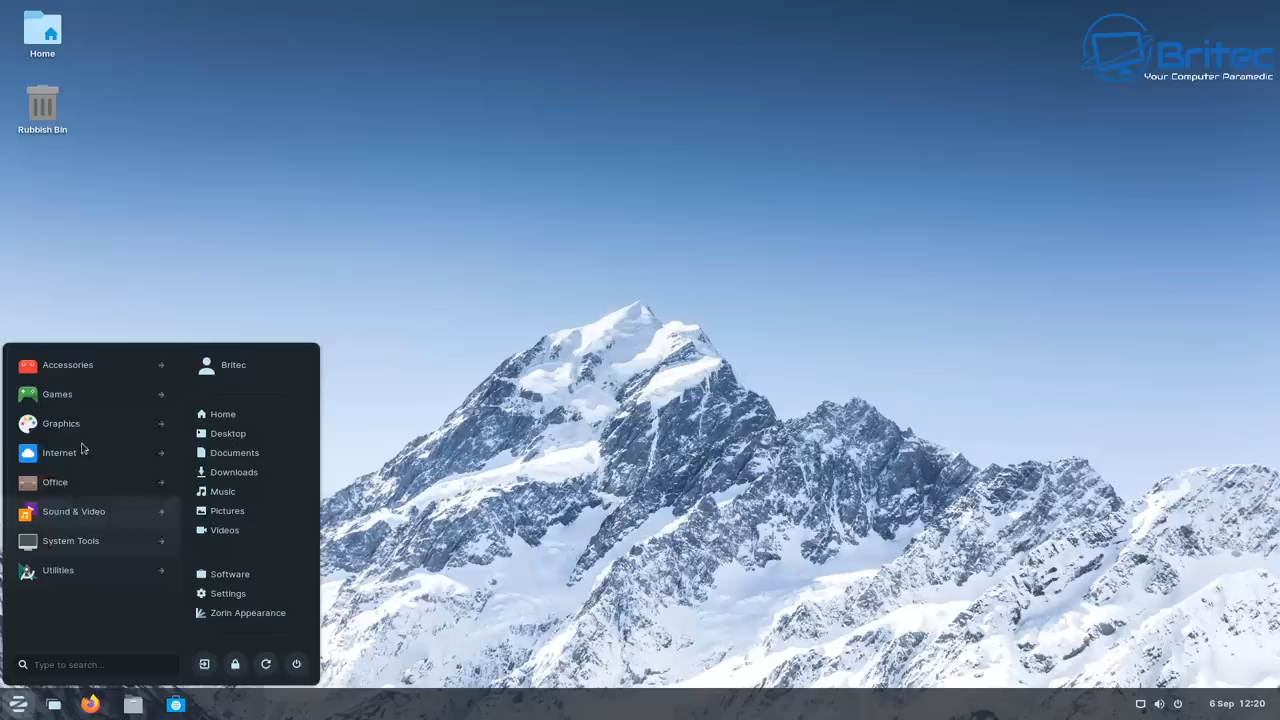 Home
Rubbish Bin
Britec
Your Computer Paramedic
Accessories
Games
Graphics
Internet
Office
Sound & Video
System Tools
Utilities
Type to search...
Britec
Home
Desktop
Documents
Downloads
Music
Pictures
Videos
Software
Settings
Zorin Appearance
6 Sep 12:20